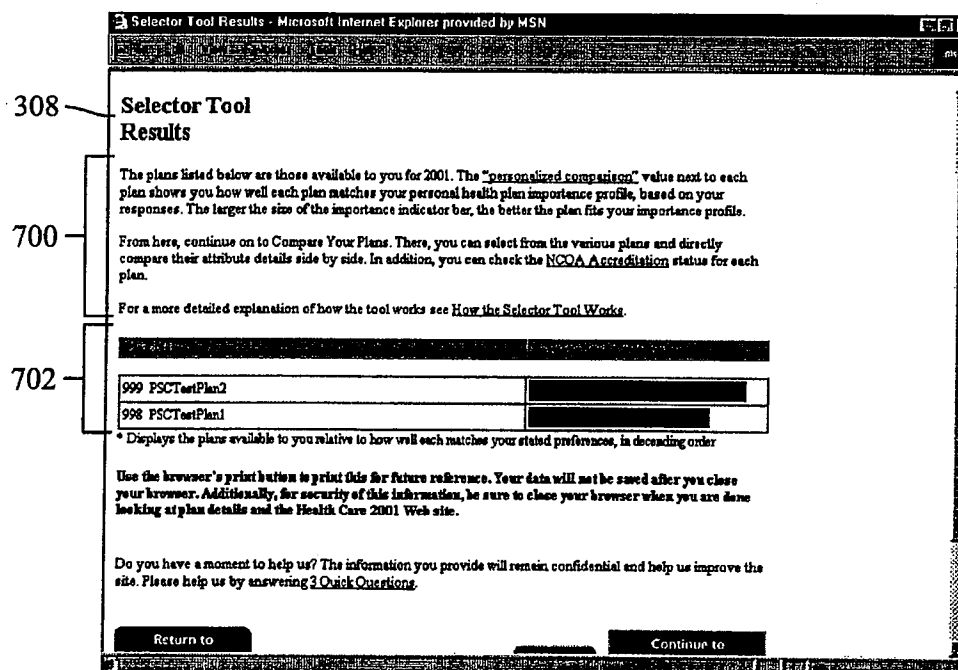 Selector Tool Results - Microsoft Internet Explorer provided by MSN
308
Selector Tool
Results
700
The plans listed below are those available to you for 2001. The "personalized comparison" value next to each
plan shows you how well each plan matches your personal health plan importance profile, based on your
responses. The larger the size of the importance indicator bar, the better the plan fits your importance profile.
From here, continue on to Compare Your Plans. There, you can select from the various plans and directly
compare their attribute details side by side. In addition, you can check the NCQA Accreditation status for each
plan.
For a more detailed explanation of how the tool works see How the Selector Tool Works.
702
999 PSCTestPlan2
998 PSCTestPlan1
* Displays the plans available to you relative to how well each matches your stated preferences, in decending order
Use the browser's print button to print this for future reference. Your data will not be saved after you close
your browser. Additionally, for security of this information, be sure to close your browser when you are done
looking at plan details and the Health Care 2001 Web site.
Do you have a moment to help us? The information you provide will remain confidential and help us improve the
site. Please help us by answering 3 Quick Questions.
Return to
Continue to